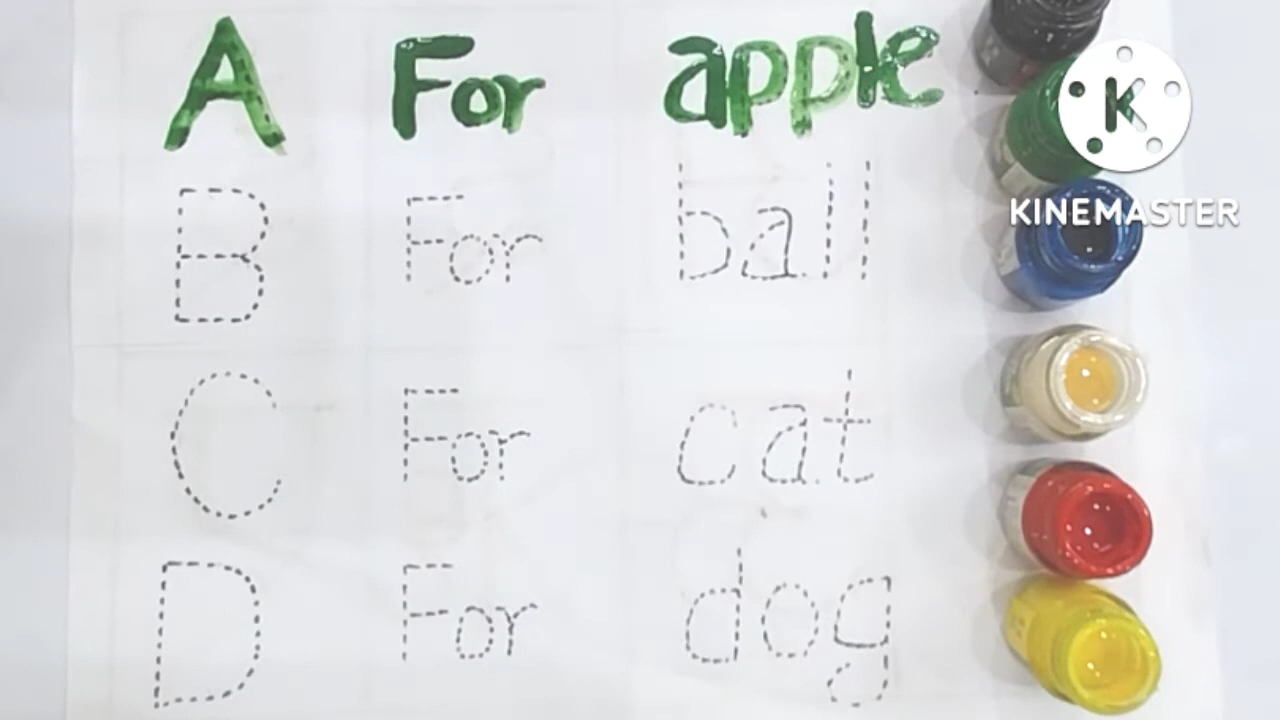 A For apple
K
KINEMASTER
B For ball
C For cat
D For dog